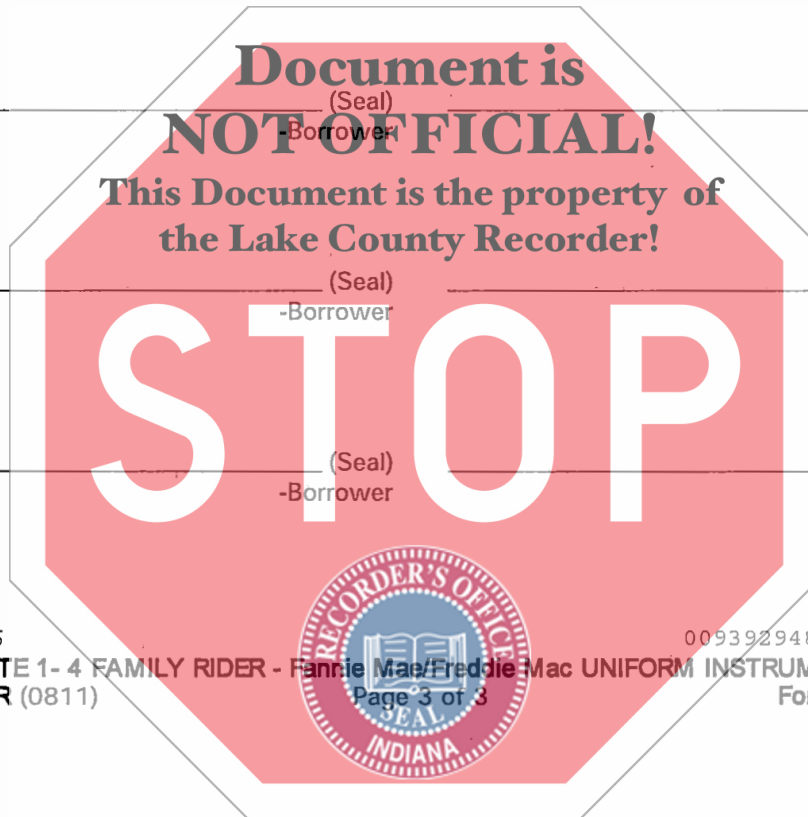 Document is
(Seal)
-Borrower
NOT OFFICIAL!
This Document is the property of
the Lake County Recorder!
(Seal)
-Borrower
STOP
(Seal)
-Borrower
RECORDER'S OFFICE
SEAL
INDIANA
00939294
TE 1- 4 FAMILY RIDER - Fannie Mae/Freddie Mac UNIFORM INSTRUM
R (0811)
Page 3 of 3
Fo